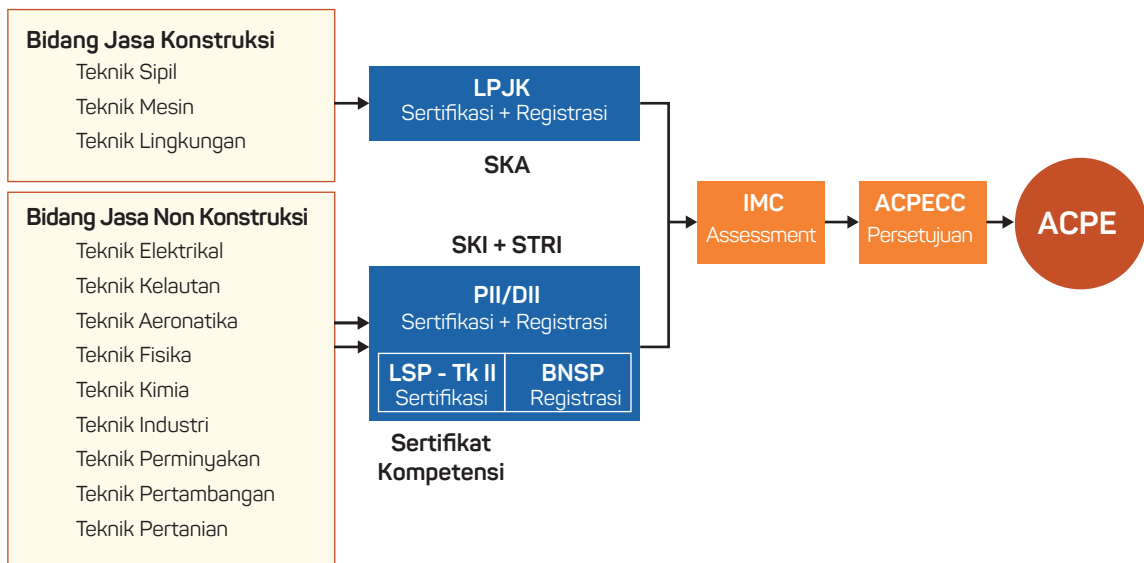 Bidang Jasa Konstruksi
Teknik Sipil
Teknik Mesin
Teknik Lingkungan
Bidang Jasa Non Konstruksi
Teknik Elektrikal
Teknik Kelautan
Teknik Aeronatika
Teknik Fisika
Teknik Kimia
Teknik Industri
Teknik Perminyakan
Teknik Pertambangan
Teknik Pertanian
LPJK
Sertifikasi + Registrasi
SKA
SKI + STRI
PII/DII
Sertifikasi + Registrasi
LSP - Tk II
Sertifikasi
BNSP
Registrasi
Sertifikat
Kompetensi
IMC
Assessment
ACPECC
Persetujuan
ACPE